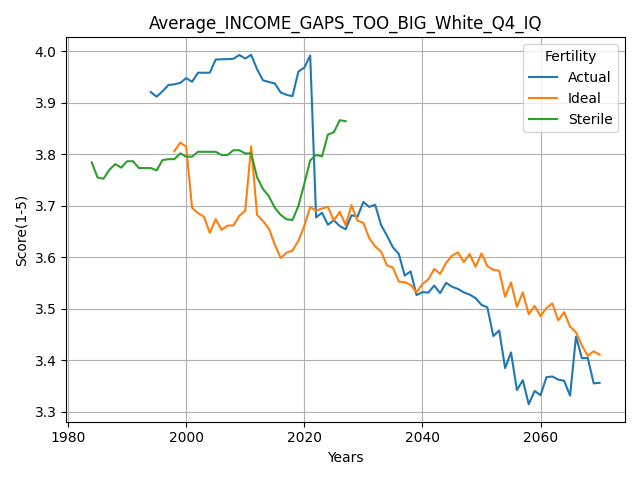 Average_INCOME_GAPS_TOO_BIG_White_Q4_IQ
Fertility
Actual
Ideal
Sterile
Score(1-5)
4.0
3.9
3.8
3.7
3.6
3.5
3.4
3.3
1980
2000
2020
2040
2060
Years